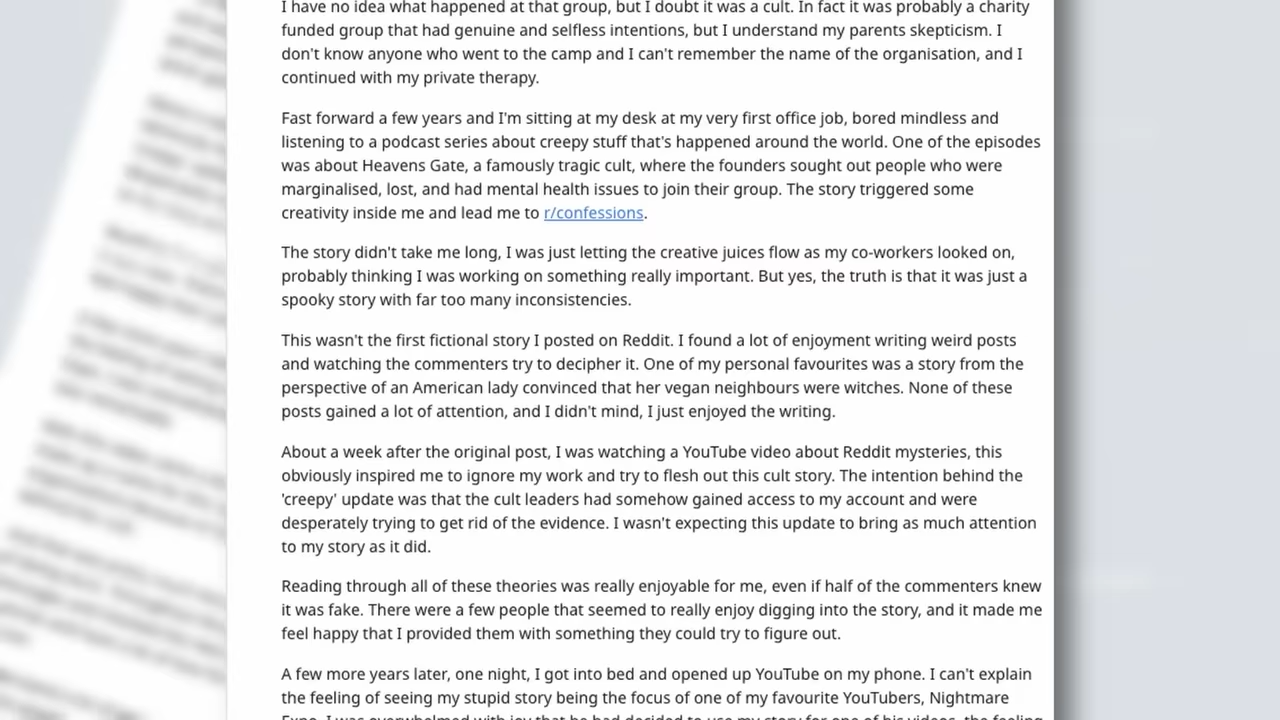 I have no idea what happened at that group, but I doubt it was a cult. In fact it was probably a charity
funded group that had genuine and selfless intentions, but I understand my parents skepticism. I
don't know anyone who went to the camp and I can't remember the name of the organisation, and I
continued with my private therapy.
Fast forward a few years and I'm sitting at my desk at my very first office job, bored mindless and
listening to a podcast series about creepy stuff that's happened around the world. One of the episodes
was about Heavens Gate, a famously tragic cult, where the founders sought out people who were
marginalised, lost, and had mental health issues to join their group. The story triggered some
creativity inside me and lead me to r/confessions.
The story didn't take me long, I was just letting the creative juices flow as my co-workers looked on,
probably thinking I was working on something really important. But yes, the truth is that it was just a
spooky story with far too many inconsistencies.
This wasn't the first fictional story I posted on Reddit. I found a lot of enjoyment writing weird posts
and watching the commenters try to decipher it. One of my personal favourites was a story from the
perspective of an American lady convinced that her vegan neighbours were witches. None of these
posts gained a lot of attention, and I didn't mind, I just enjoyed the writing.
About a week after the original post, I was watching a YouTube video about Reddit mysteries, this
obviously inspired me to ignore my work and try to flesh out this cult story. The intention behind the
'creepy' update was that the cult leaders had somehow gained access to my account and were
desperately trying to get rid of the evidence. I wasn't expecting this update to bring as much attention
to my story as it did.
Reading through all of these theories was really enjoyable for me, even if half of the commenters knew
it was fake. There were a few people that seemed to really enjoy digging into the story, and it made me
feel happy that I provided them with something they could try to figure out.
A few more years later, one night, I got into bed and opened up YouTube on my phone. I can't explain
the feeling of seeing my stupid story being the focus of one of my favourite YouTubers, Nightmare
Expo. I was overwhelmed with joy that he had decided to use my story for one of his videos, the feeling